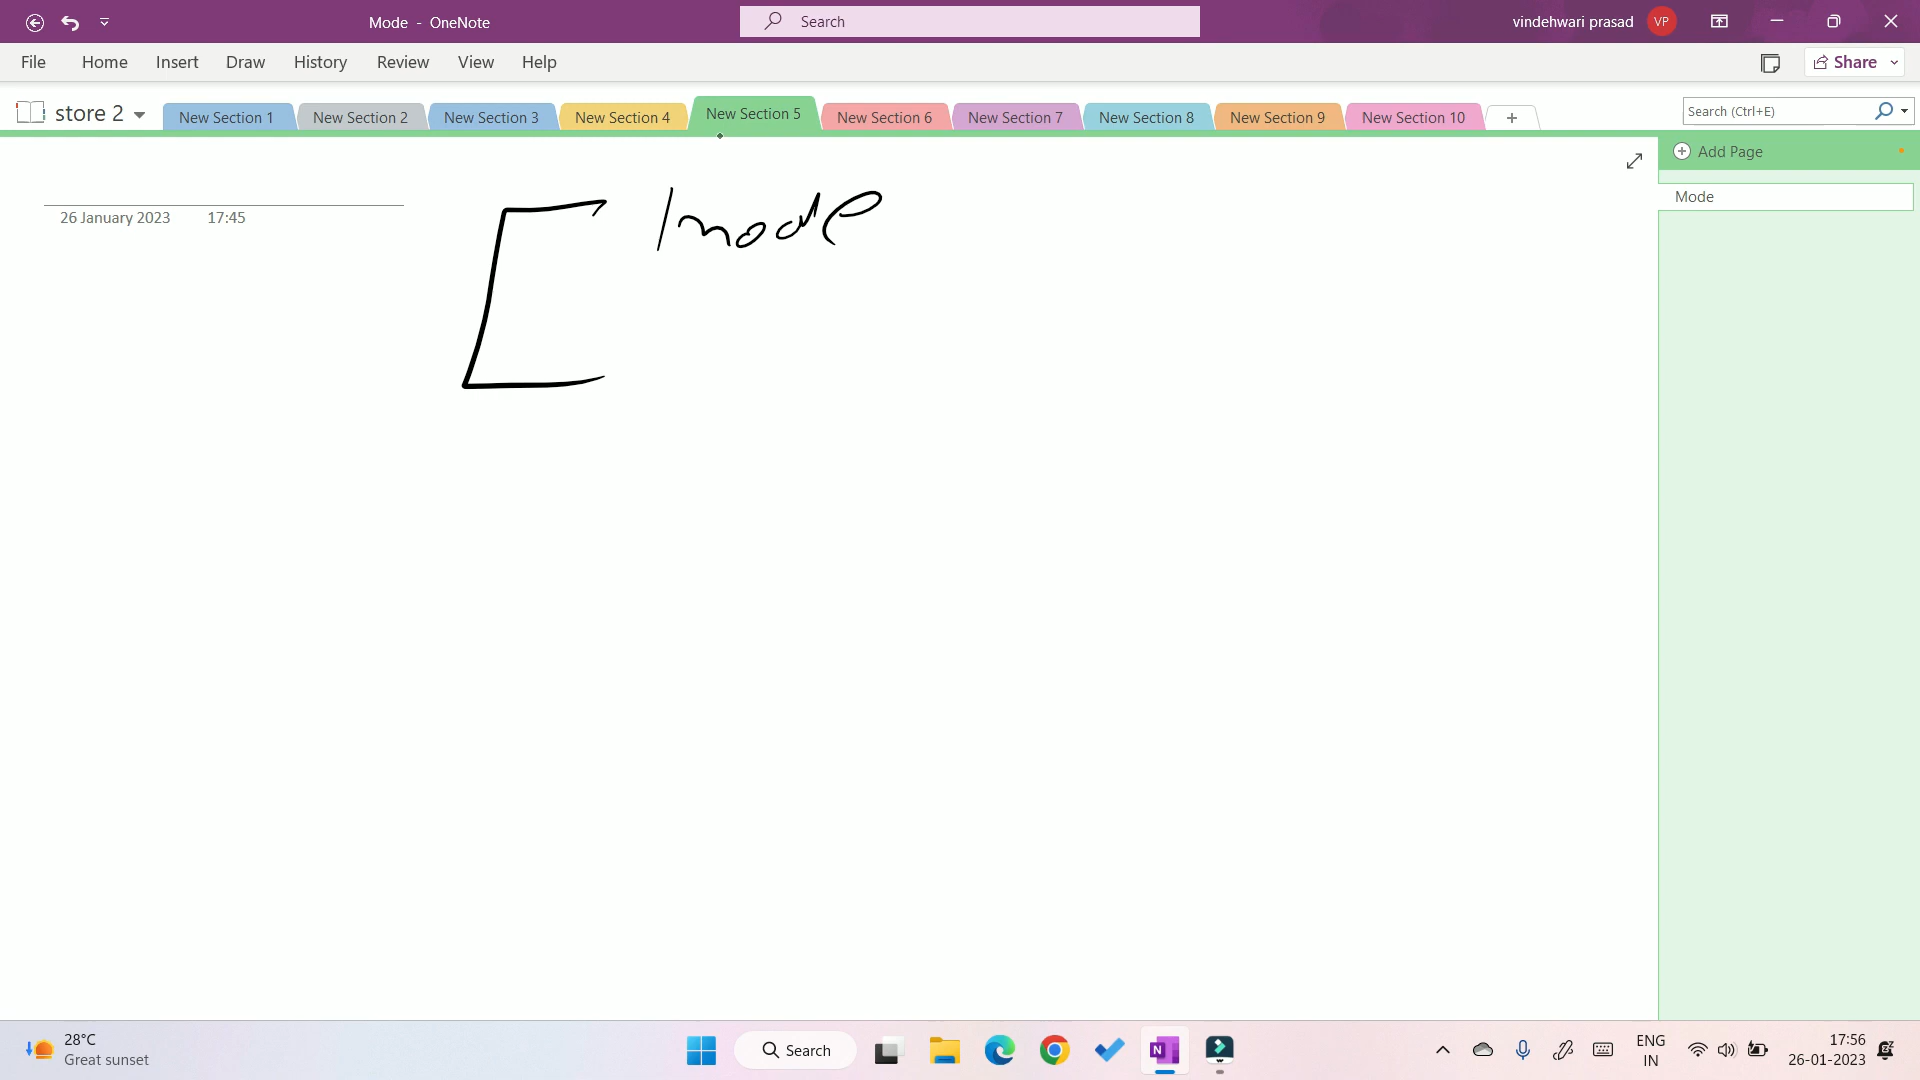 Mode - OneNote
Search
vindehwari prasad VP
File Home Insert Draw History Review View Help
Share
store 2 New Section 1 New Section 2 New Section 3 New Section 4 New Section 5 New Section 6 New Section 7 New Section 8 New Section 9 New Section 10
Search (Ctrl+E)
Add Page
Mode
mode
26 January 2023 17:45
28°C
Great sunset
Search
N
ENG
IN
17:56
26-01-2023